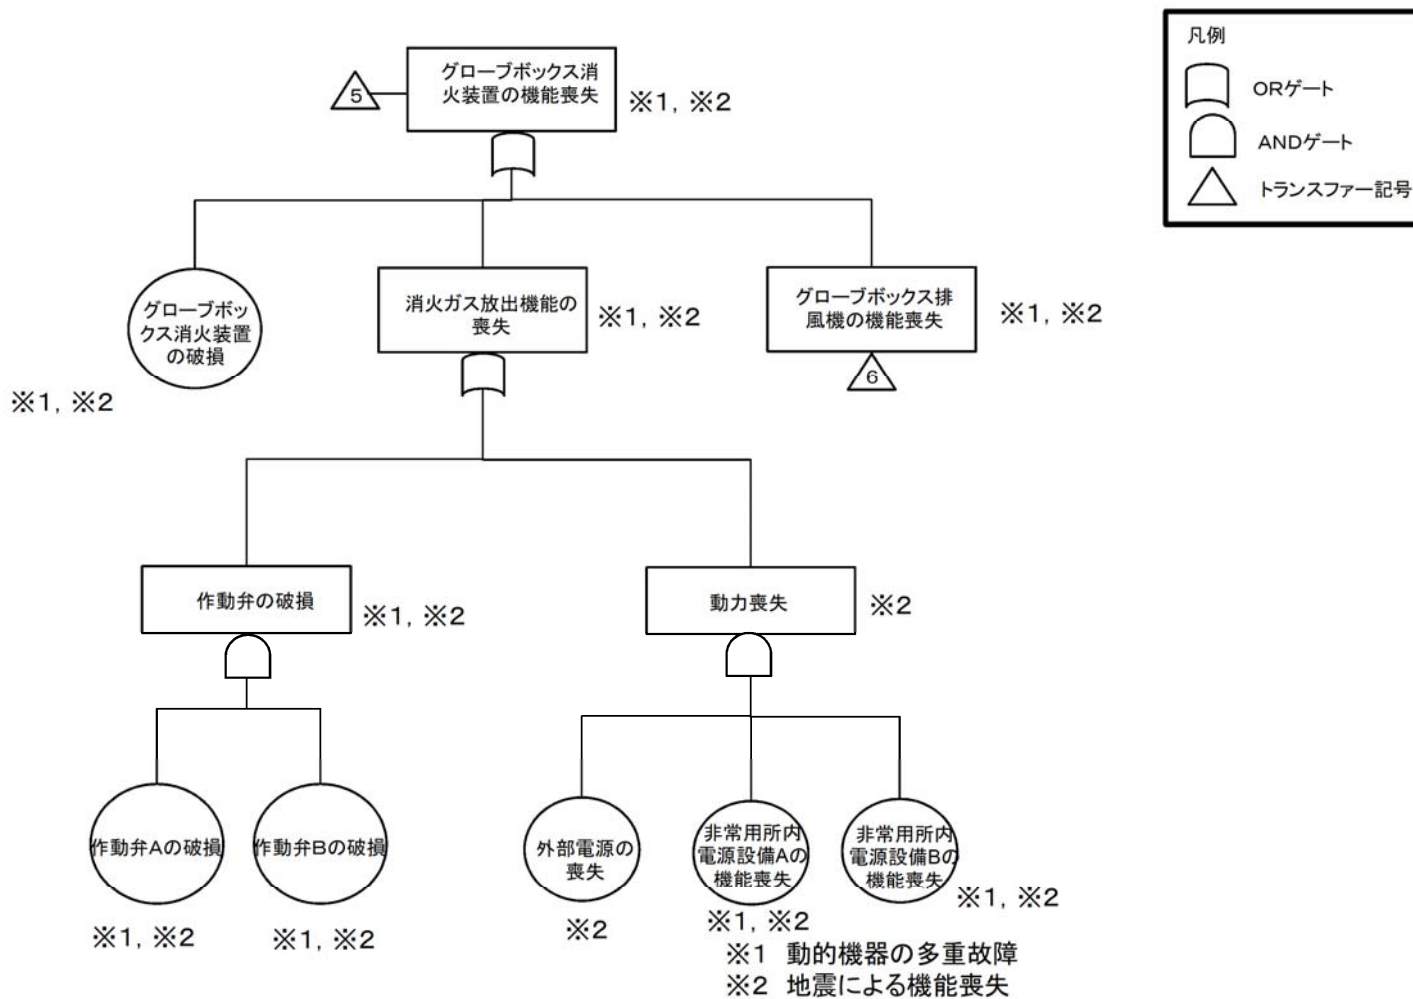 凡例
ORゲート
ANDゲート
トランスファー記号
5
グローブボックス消
火装置の機能喪失
※1, ※2
グローブボッ
クス消火装置
の破損
※1, ※2
消火ガス放出機能の
喪失
※1, ※2
グローブボックス排
風機の機能喪失
※1, ※2
6
作動弁の破損
※1, ※2
動力喪失
※2
作動弁Aの破損
※1, ※2
作動弁Bの破損
※1, ※2
外部電源の
喪失
※2
非常用所内
電源設備Aの
機能喪失
※1, ※2
非常用所内
電源設備Bの
機能喪失
※1, ※2
※1 動的機器の多重故障
※2 地震による機能喪失